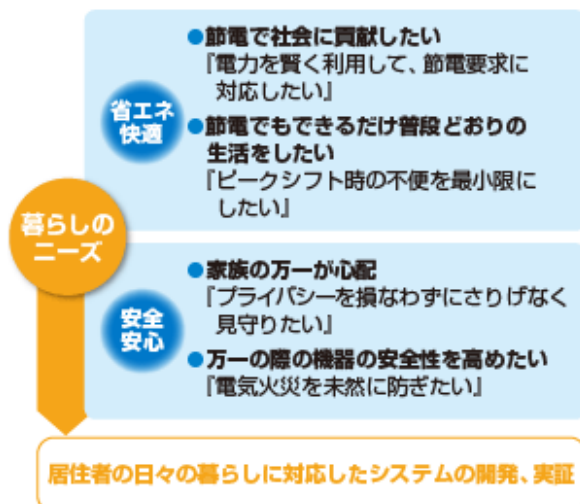 暮らしの
ニーズ
省エネ
快適
●節電で社会に貢献したい
『電力を賢く利用して、節電要求に
対応したい』
●節電でもできるだけ普段どおりの
生活をしたい
『ピークシフト時の不便を最小限に
したい』
安全
安心
●家族の万一が心配
『プライバシーを損なわずにさりげなく
見守りたい』
●万一の際の機器の安全性を高めたい
『電気火災を未然に防ぎたい』
居住者の日々の暮らしに対応したシステムの開発、実証